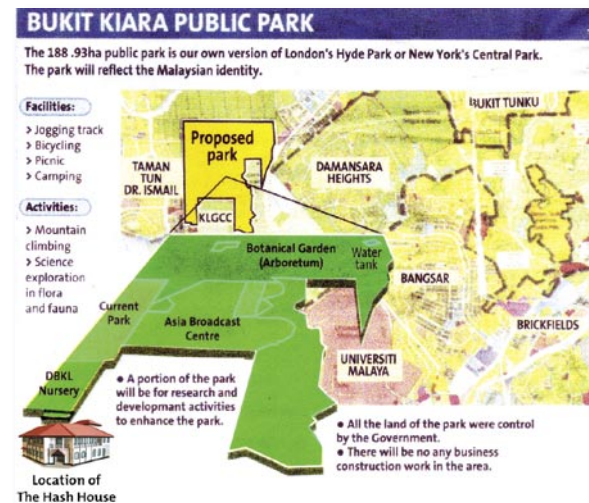 BUKIT KIARA PUBLIC PARK
The 188 .93ha public park is our own version of London's Hyde Park or New York's Central Park.
The park will reflect the Malaysian identity.
Facilities:
> Jogging track
> Bicycling
> Picnic
> Camping
Activities:
> Mountain
climbing
> Science
exploration
in flora
and fauna
BUKIT TUNKU
Proposed
park
TAMAN
TUN
DR. ISMAIL
DAMANSARA
HEIGHTS
KLGCC
Botanical Garden
(Arboretum)
Water
tank
BANGSAR
Current
Park
Asia Broadcast
Centre
BRICKFIELDS
UNIVERSITI
MALAYA
DBKL
Nursery
• A portion of the park
will be for research and
developmant activities
to enhance the park.
• All the land of the park were control
by the Government.
• There will be no any business
construction work in the area.
Location of
The Hash House